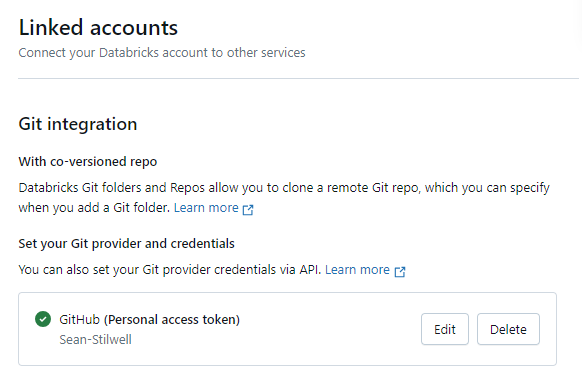 Linked accounts
Connect your Databricks account to other services
Git integration
With co-versioned repo
Databricks Git folders and Repos allow you to clone a remote Git repo, which you can specify
when you add a Git folder. Learn more
Set your Git provider and credentials
You can also set your Git provider credentials via API. Learn more
GitHub (Personal access token)
Sean-Stilwell
Edit
Delete